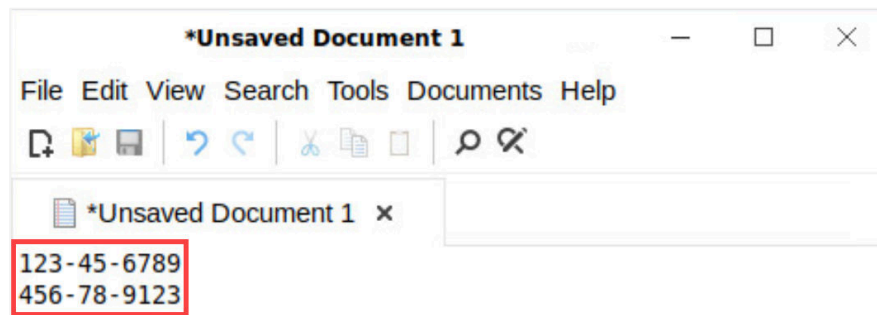 *Unsaved Document 1
File Edit View Search Tools Documents Help
*Unsaved Document 1
123-45-6789
456-78-9123